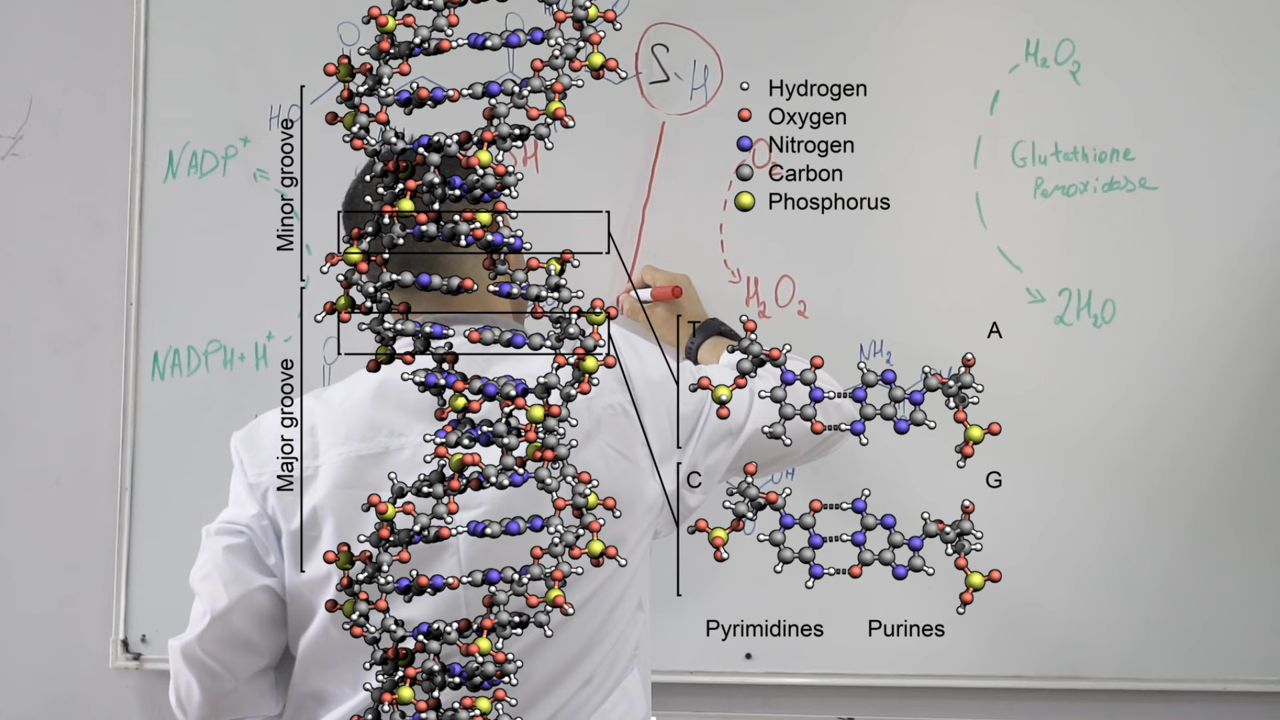 S
H
Hydrogen
Oxygen
Nitrogen
Carbon
Phosphorus
H₂O₂
Glutathione
Peroxidase
2H₂O
NADP⁺
NADPH + H⁺
H₂O₂
Minor groove
Major groove
T
A
NH₂
C
G
OH
Pyrimidines
Purines